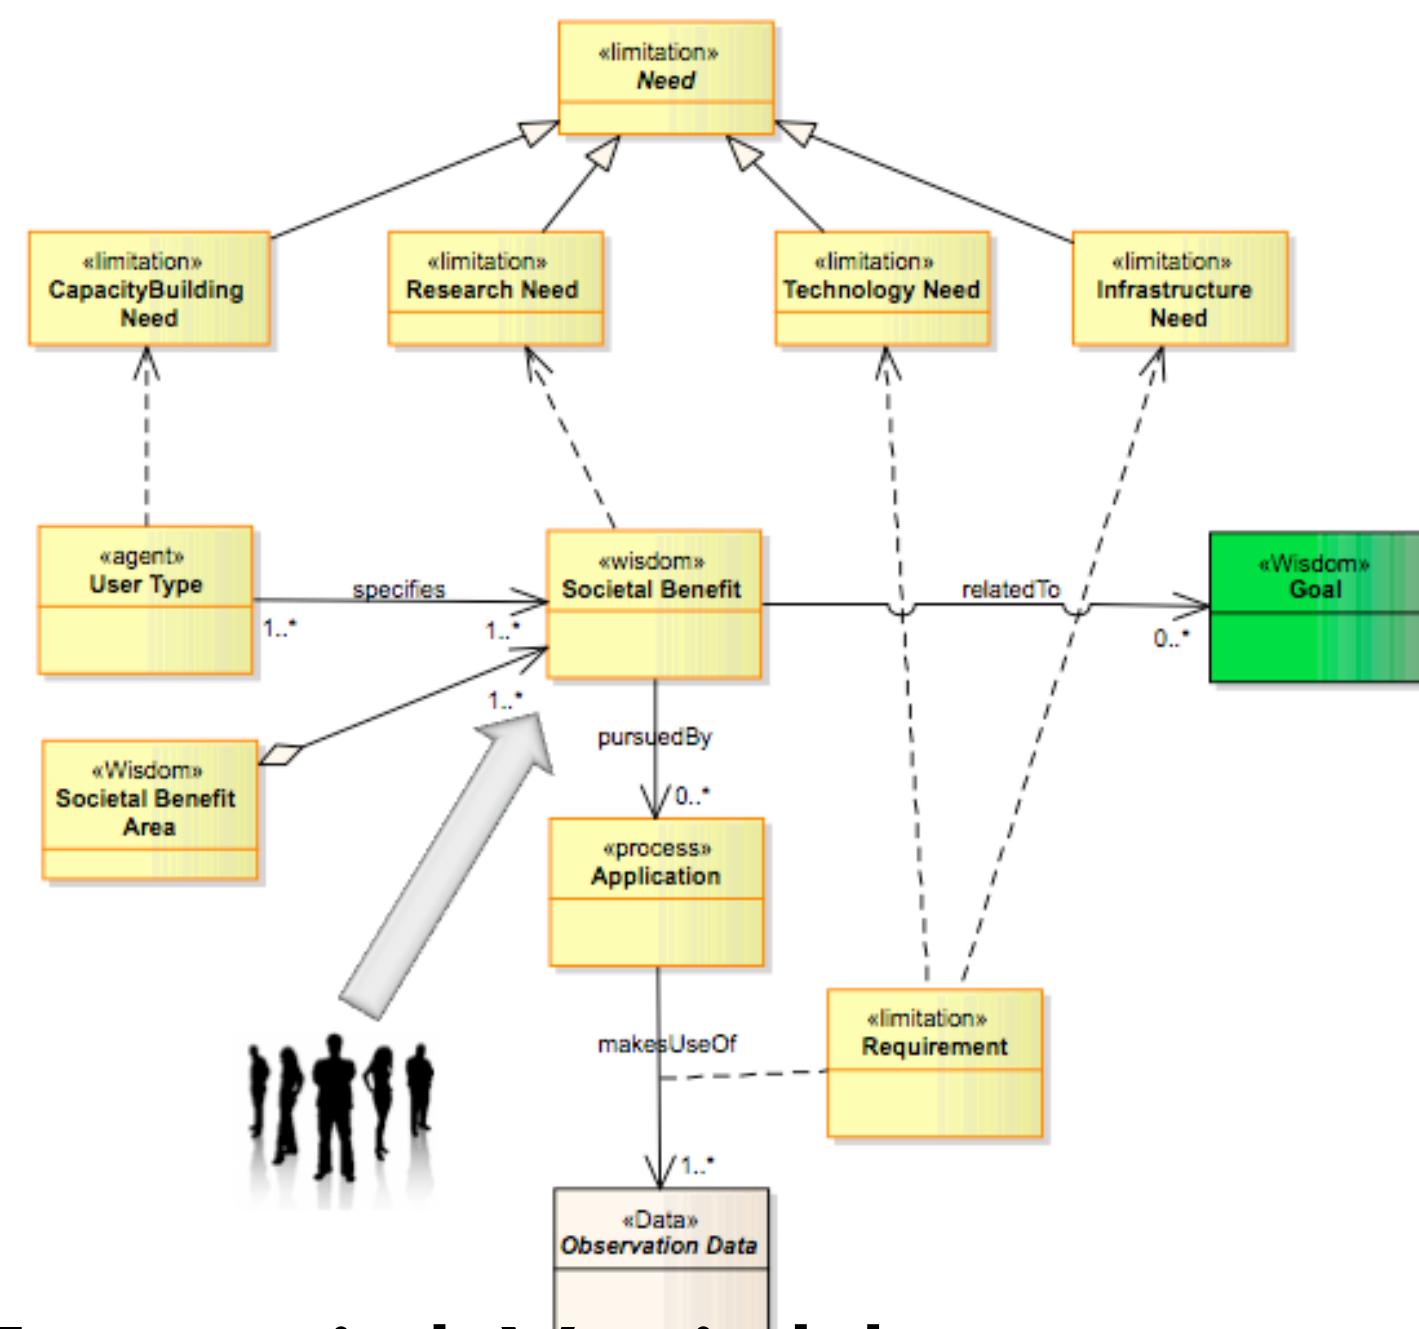 «limitation»
Need
«limitation»
CapacityBuilding
Need
«limitation»
Research Need
«limitation»
Technology Need
«limitation»
Infrastructure
Need
«agent»
User Type
specifies
1..*
1..*
«wisdom»
Societal Benefit
relatedTo
0..*
«Wisdom»
Goal
1..*
«Wisdom»
Societal Benefit
Area
pursuedBy
0..*
«process»
Application
makesUseOf
«limitation»
Requirement
1..*
«Data»
Observation Data